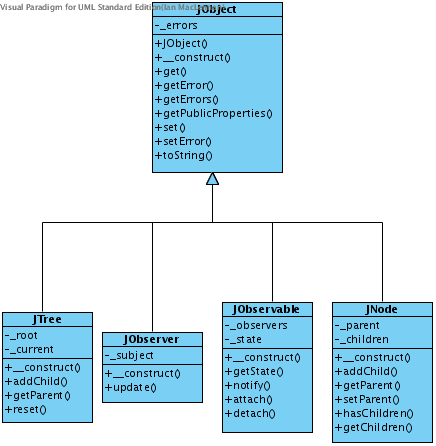 Visual Paradigm for UML Standard Edition(Ian MacLennan)
JObject
-_errors
+JObject()
+__construct()
+get()
+getError()
+getErrors()
+getPublicProperties()
+set()
+setError()
+toString()
JTree
-_root
-_current
+__construct()
+addChild()
+getParent()
+reset()
JObserver
-_subject
+__construct()
+update()
JObservable
-_observers
-_state
+__construct()
+getState()
+notify()
+attach()
+detach()
JNode
-_parent
-_children
+__construct()
+addChild()
+getParent()
+setParent()
+hasChildren()
+getChildren()